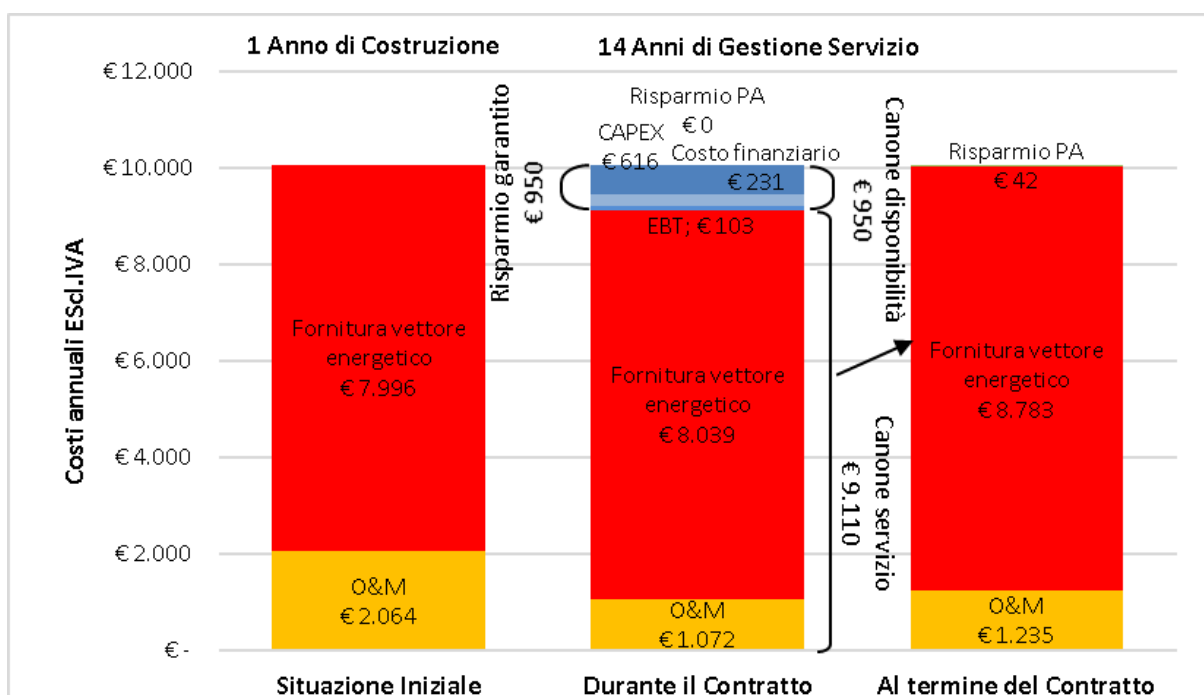 1 Anno di Costruzione
14 Anni di Gestione Servizio
Costi annuali EScl.IVA
€ 12.000
€ 10.000
€ 8.000
€ 6.000
€ 4.000
€ 2.000
€ -
Fornitura vettore
energetico
€ 7.996
O&M
€ 2.064
Situazione Iniziale
Risparmio garantito
€ 950
Risparmio PA
€ 0
CAPEX
€ 616
Costo finanziario
€ 231
EBT; € 103
Fornitura vettore
energetico
€ 8.039
O&M
€ 1.072
Durante il Contratto
Canone disponibilità
€ 950
Canone servizio
€ 9.110
Risparmio PA
€ 42
Fornitura vettore
energetico
€ 8.783
O&M
€ 1.235
Al termine del Contratto